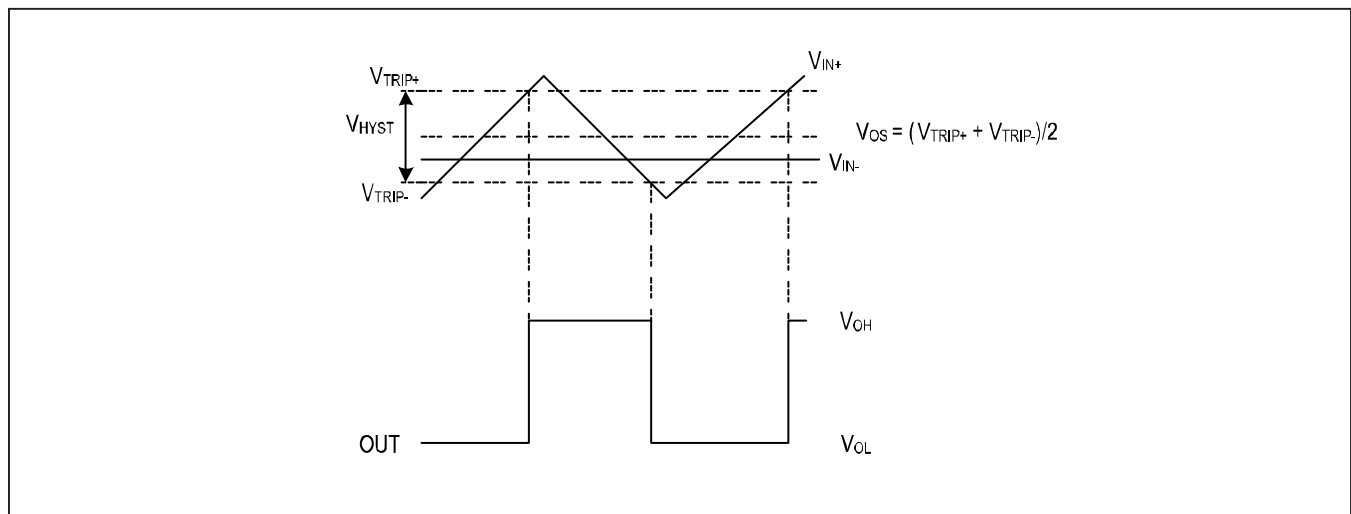 VIN+
VTRIP+
VHYST
VOS = (VTRIP+ + VTRIP-)/2
VIN-
VTRIP-
VOH
OUT
VOL